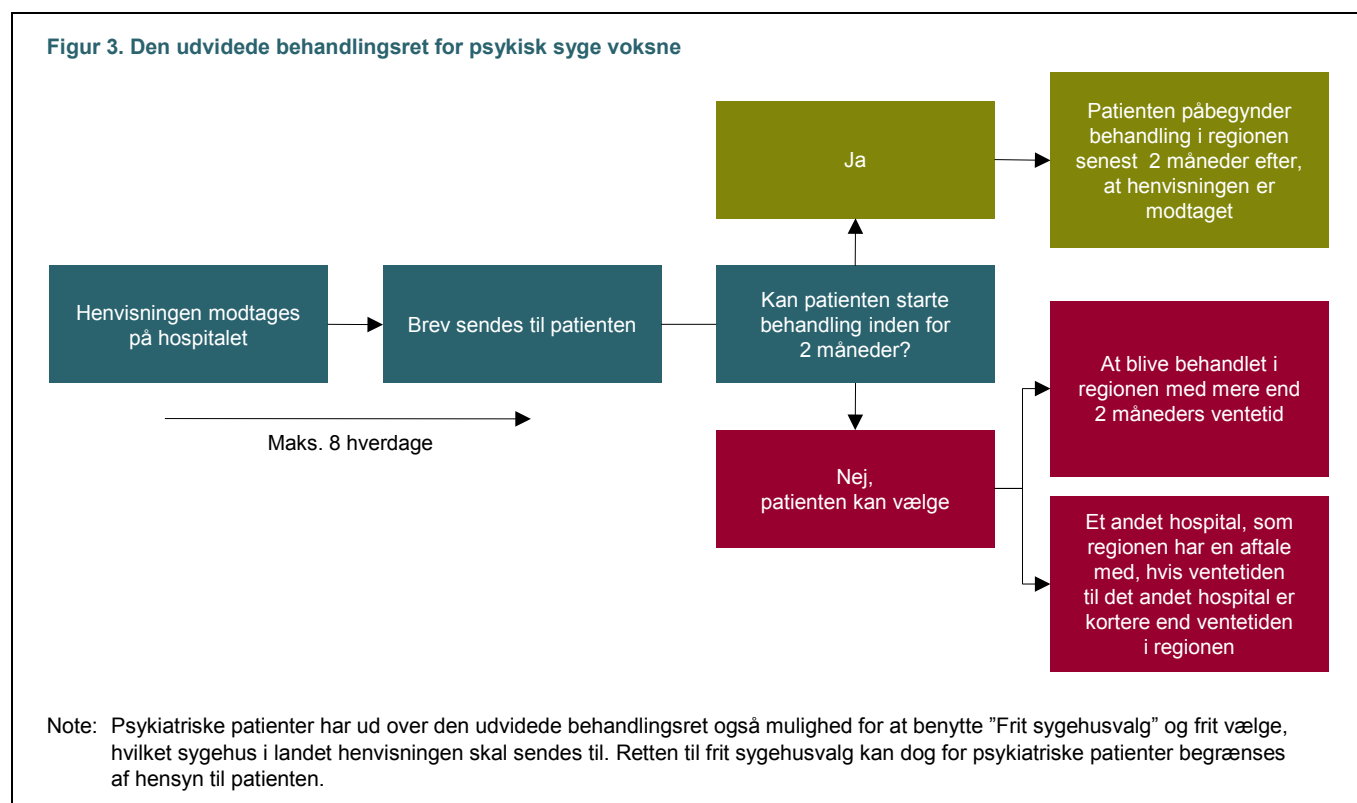 Figur 3. Den udvidede behandlingsret for psykisk syge voksne
Ja
Patienten påbegynder
behandling i regionen
senest 2 måneder efter,
at henvisningen er
modtaget
Henvisningen modtages
på hospitalet
Brev sendes til patienten
Kan patienten starte
behandling inden for
2 måneder?
Maks. 8 hverdage
Nej,
patienten kan vælge
At blive behandlet i
regionen med mere end
2 måneders ventetid
Et andet hospital, som
regionen har en aftale
med, hvis ventetiden
til det andet hospital er
kortere end ventetiden
i regionen
Note: Psykiatriske patienter har ud over den udvidede behandlingsret også mulighed for at benytte ”Frit sygehusvalg” og frit vælge,
hvilket sygehus i landet henvisningen skal sendes til. Retten til frit sygehusvalg kan dog for psykiatriske patienter begrænses
af hensyn til patienten.